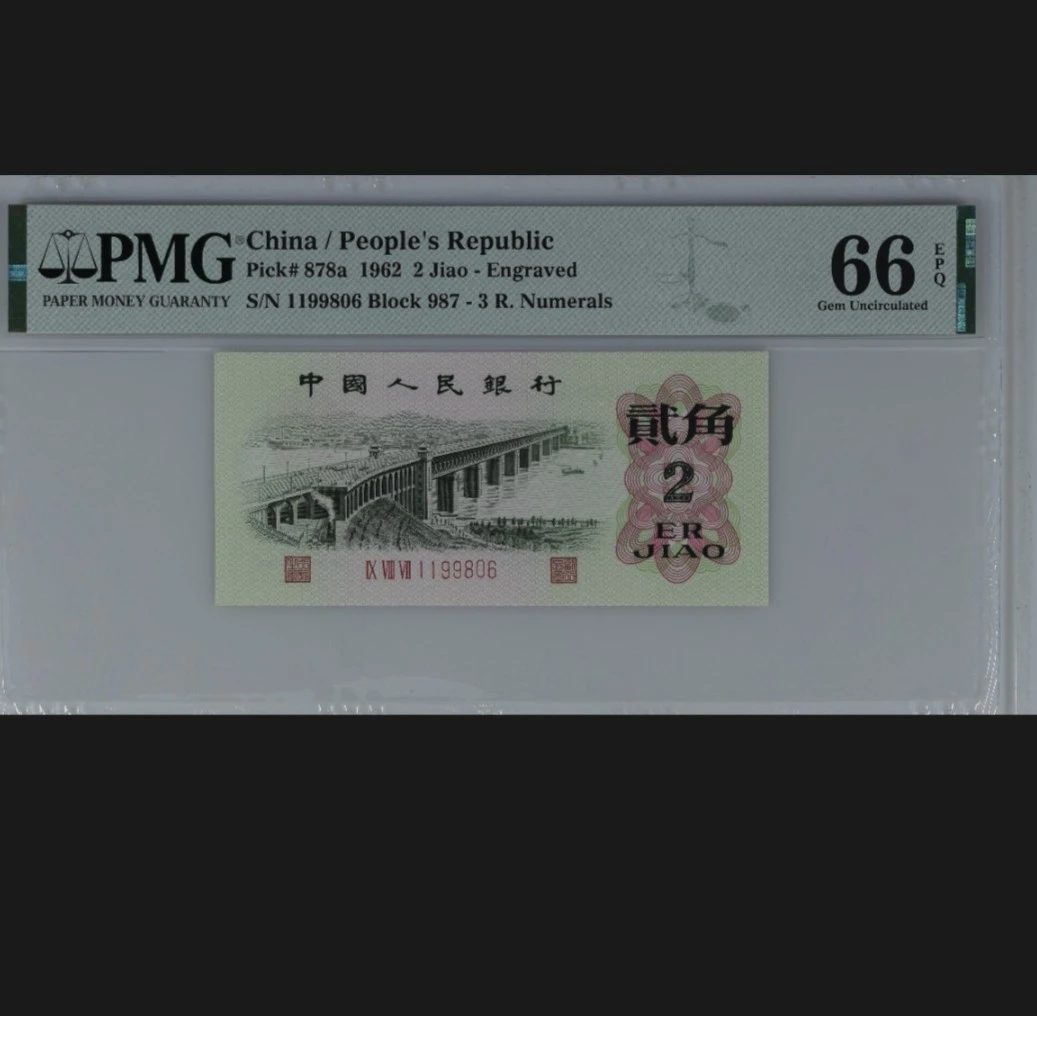 PMG®
PAPER MONEY GUARANTY
China / People's Republic
Pick# 878a 1962 2 Jiao - Engraved
S/N 1199806 Block 987 - 3 R. Numerals
66
EPQ
Gem Uncirculated
中國人民銀行
貳角
2
ER
JIAO
IX VIII VII 1199806